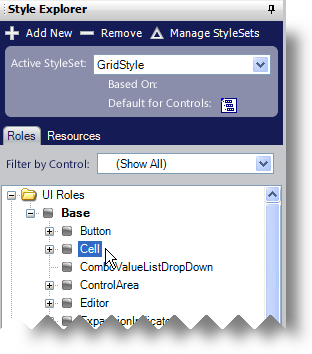 Style Explorer
Add New Remove Manage StyleSets
Active StyleSet: GridStyle
Based On:
Default for Controls:
Roles Resources
Filter by Control: (Show All)
UI Roles
Base
Button
Cell
ComboValueListDropDown
ControlArea
Editor
ExpansionIndicator